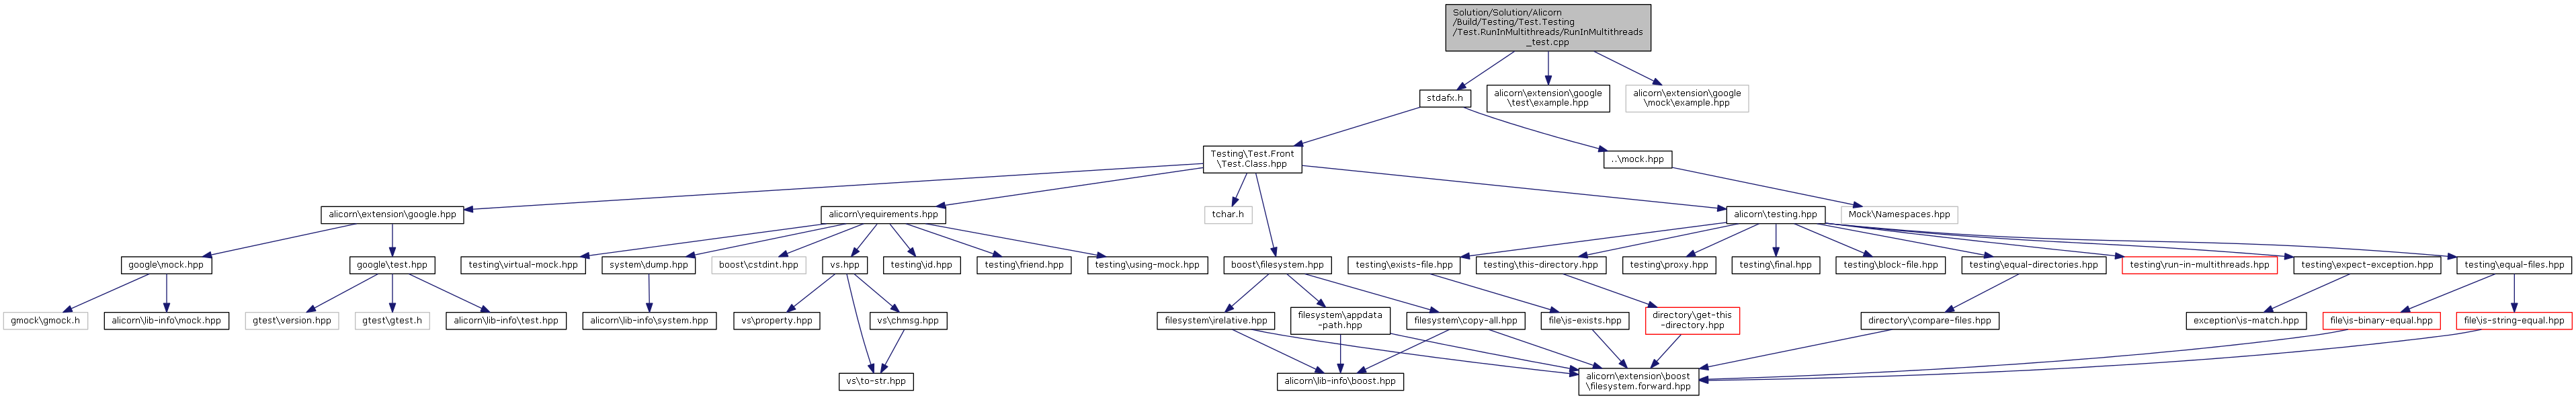 Solution/Solution/Alicorn
/Build/Testing/Test.Testing
/Test.RunInMultithreads/RunInMultithreads
_test.cpp
stdafx.h
alicorn\extension\google
\test\example.hpp
alicorn\extension\google
\mock\example.hpp
Testing\Test.Front
\Test.Class.hpp
..\mock.hpp
alicorn\extension\google.hpp
alicorn\requirements.hpp
tchar.h
alicorn\testing.hpp
Mock\Namespaces.hpp
google\mock.hpp
google\test.hpp
testing\virtual-mock.hpp
system\dump.hpp
boost\cstdint.hpp
vs.hpp
testing\id.hpp
testing\friend.hpp
testing\using-mock.hpp
boost\filesystem.hpp
testing\exists-file.hpp
testing\this-directory.hpp
testing\proxy.hpp
testing\final.hpp
testing\block-file.hpp
testing\equal-directories.hpp
testing\run-in-multithreads.hpp
testing\expect-exception.hpp
testing\equal-files.hpp
gmock\gmock.h
alicorn\lib-info\mock.hpp
gtest\version.hpp
gtest\gtest.h
alicorn\lib-info\test.hpp
alicorn\lib-info\system.hpp
vs\property.hpp
vs\chmsg.hpp
filesystem\irelative.hpp
filesystem\appdata
-path.hpp
filesystem\copy-all.hpp
file\is-exists.hpp
directory\get-this
-directory.hpp
directory\compare-files.hpp
exception\is-match.hpp
file\is-binary-equal.hpp
file\is-string-equal.hpp
vs\to-str.hpp
alicorn\lib-info\boost.hpp
alicorn\extension\boost
\filesystem.forward.hpp